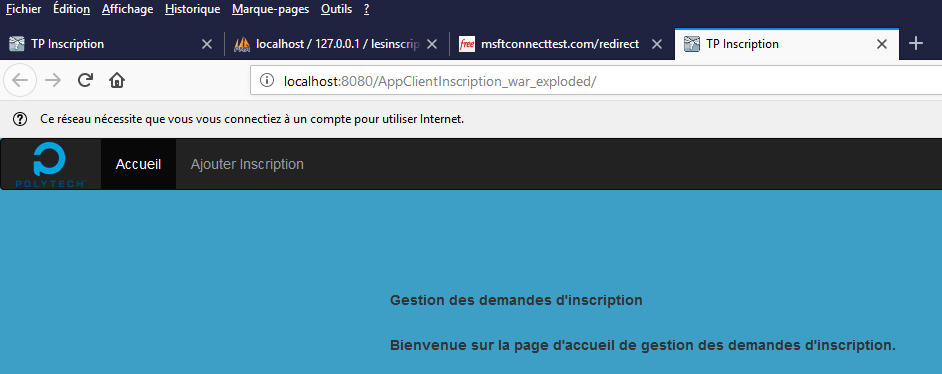 Fichier Édition Affichage Historique Marque-pages Outils ?
TP Inscription localhost / 127.0.0.1 / lesinscrip msftconnecttest.com/redirect TP Inscription
localhost:8080/AppClientInscription_war_exploded/
Ce réseau nécessite que vous vous connectiez à un compte pour utiliser Internet.
POLYTECH Accueil Ajouter Inscription
Gestion des demandes d'inscription
Bienvenue sur la page d'accueil de gestion des demandes d'inscription.